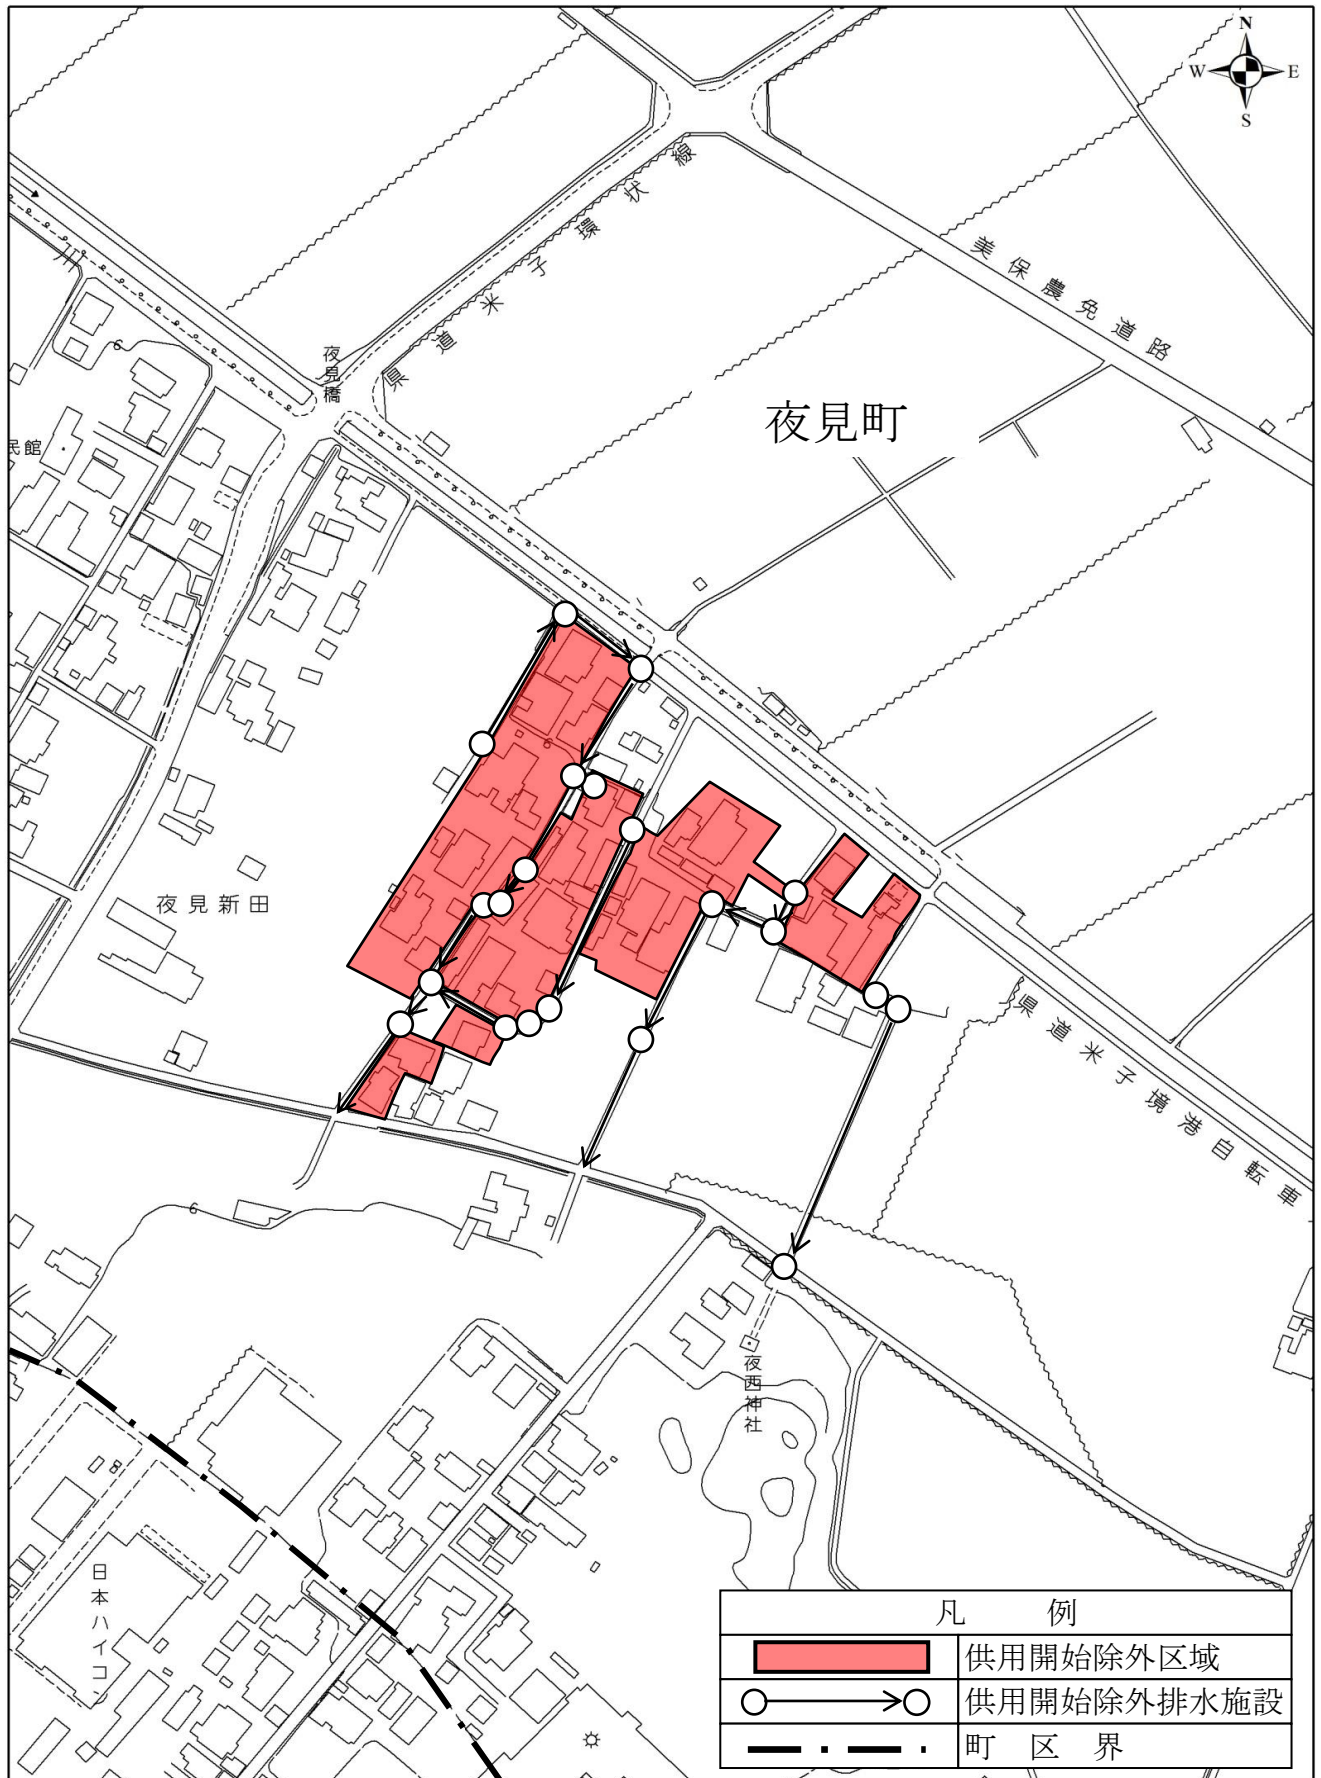 N
W E
S
県道米子環状線
美保農免道路
夜見橋
夜見町
民館
6
6
夜見新田
県道米子境港自転車
6
夜西神社
日本ハイコ
凡例
供用開始除外区域
供用開始除外排水施設
町区界